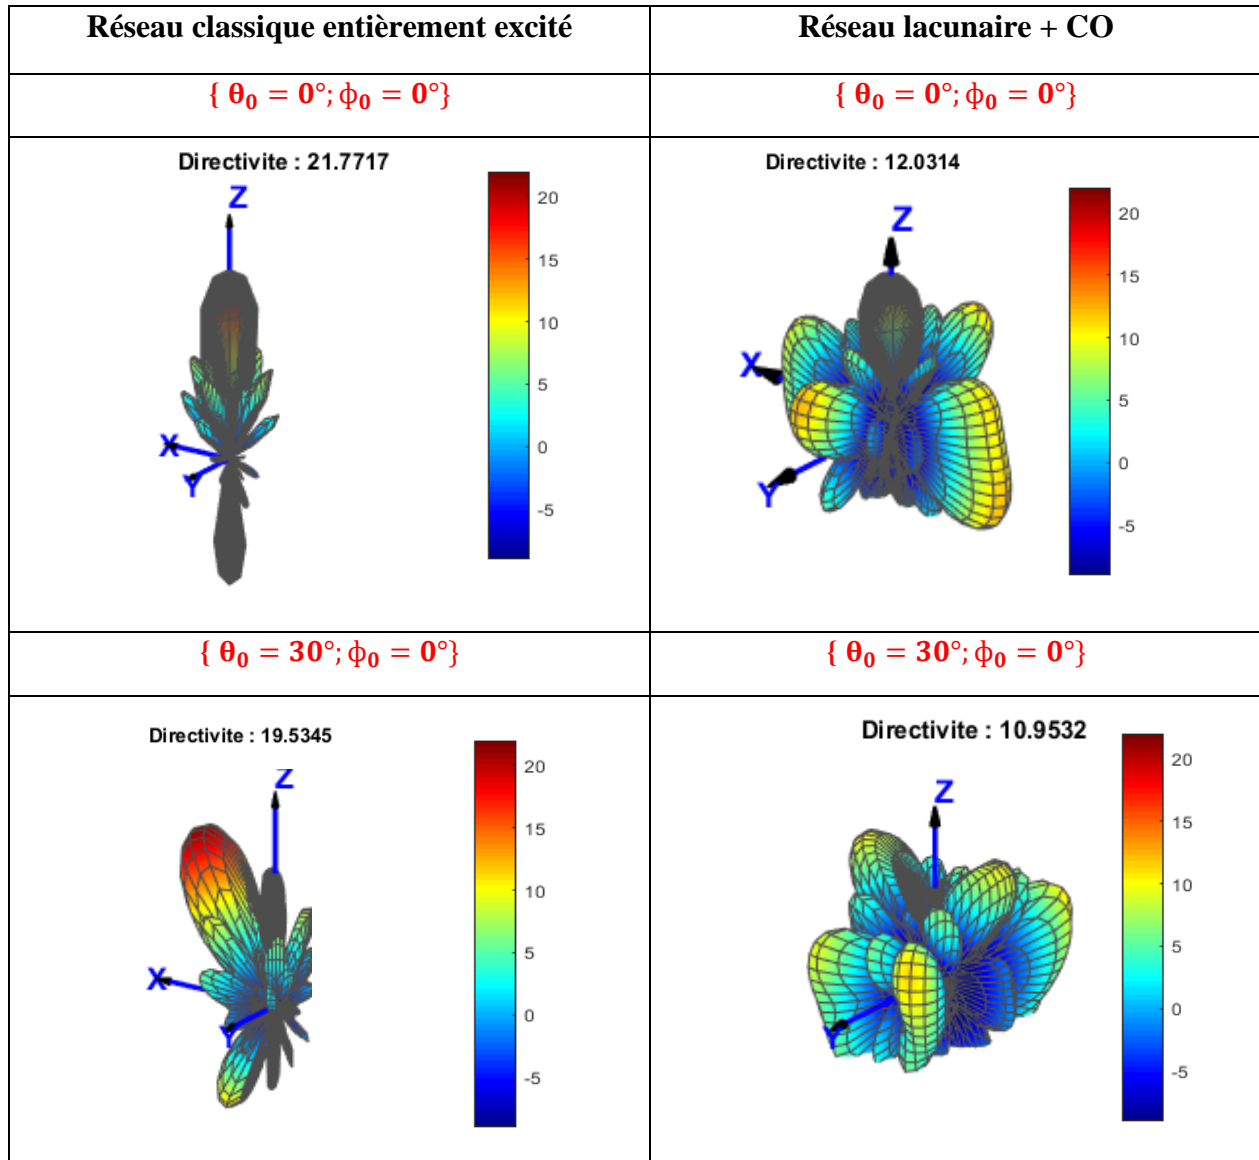 Réseau classique entièrement excité
Réseau lacunaire + CO
{ θ₀ = 0°; ϕ₀ = 0°}
{ θ₀ = 0°; ϕ₀ = 0°}
Directivite : 21.7717
Z
X
Y
20
15
10
5
0
-5
Directivite : 12.0314
Z
X
Y
20
15
10
5
0
-5
{ θ₀ = 30°; ϕ₀ = 0°}
{ θ₀ = 30°; ϕ₀ = 0°}
Directivite : 19.5345
Z
X
Y
20
15
10
5
0
-5
Directivite : 10.9532
Z
Y
20
15
10
5
0
-5